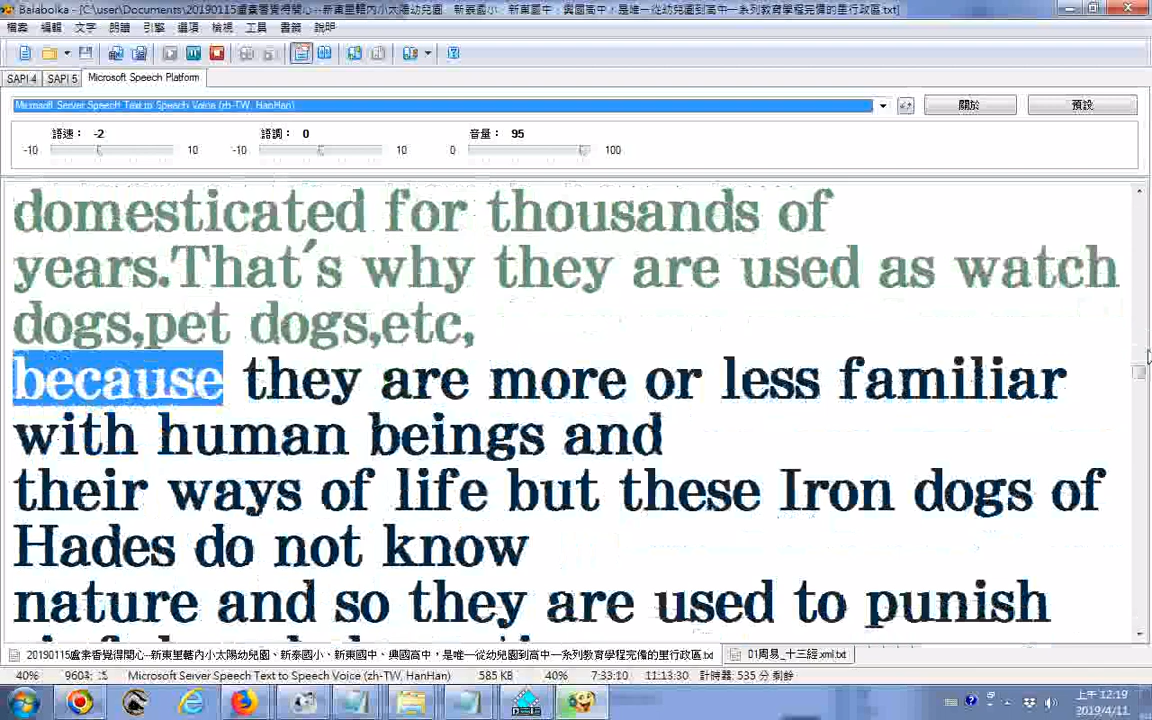 Balabolka - [C:\user\Documents\20190115盧秉香覺得開心--新東里轄內小太陽幼兒園、新泰國小、新東國中、興國高中，是唯一從幼兒園到高中一系列教育學程完備的里行政區.txt]
檔案 編輯 文字 朗讀 引擎 選項 檢視 工具 書籤 說明
SAPI 4 SAPI 5 Microsoft Speech Platform
Microsoft Server Speech Text to Speech Voice (zh-TW, HanHan)
關於 預設
語速： -2 語調： 0 音量： 95
-10 10 -10 10 0 100
domesticated for thousands of
years.That's why they are used as watch
dogs,pet dogs,etc,
because they are more or less familiar
with human beings and
their ways of life but these Iron dogs of
Hades do not know
nature and so they are used to punish
20190115盧秉香覺得開心--新東里轄內小太陽幼兒園、新泰國小、新東國中、興國高中，是唯一從幼兒園到高中一系列教育學程完備的里行政區.txt 01周易_十三經.xml.txt
40% Microsoft Server Speech Text to Speech Voice (zh-TW, HanHan) 585 KB 40% 7:33:10 11:13:30 計時器: 535 分 剩餘
上午 12:19
2019/4/11